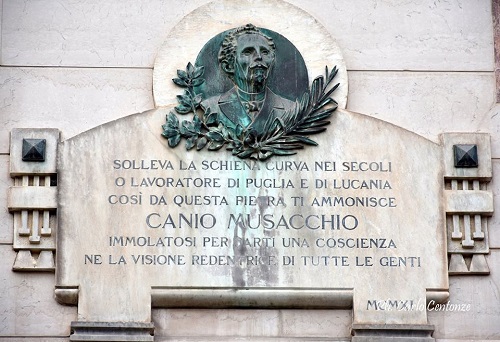 SOLLEVA LA SCHIENA CURVA NEI SECOLI
O LAVORATORE DI PUGLIA E DI LUCANIA
COSÌ DA QUESTA PIETRA TI AMMONISCE
CANIO MUSACCHIO
IMMOLATOSI PER DARTI UNA COSCIENZA
NE LA VISIONE REDENTRICE DI TUTTE LE GENTI
Centonze